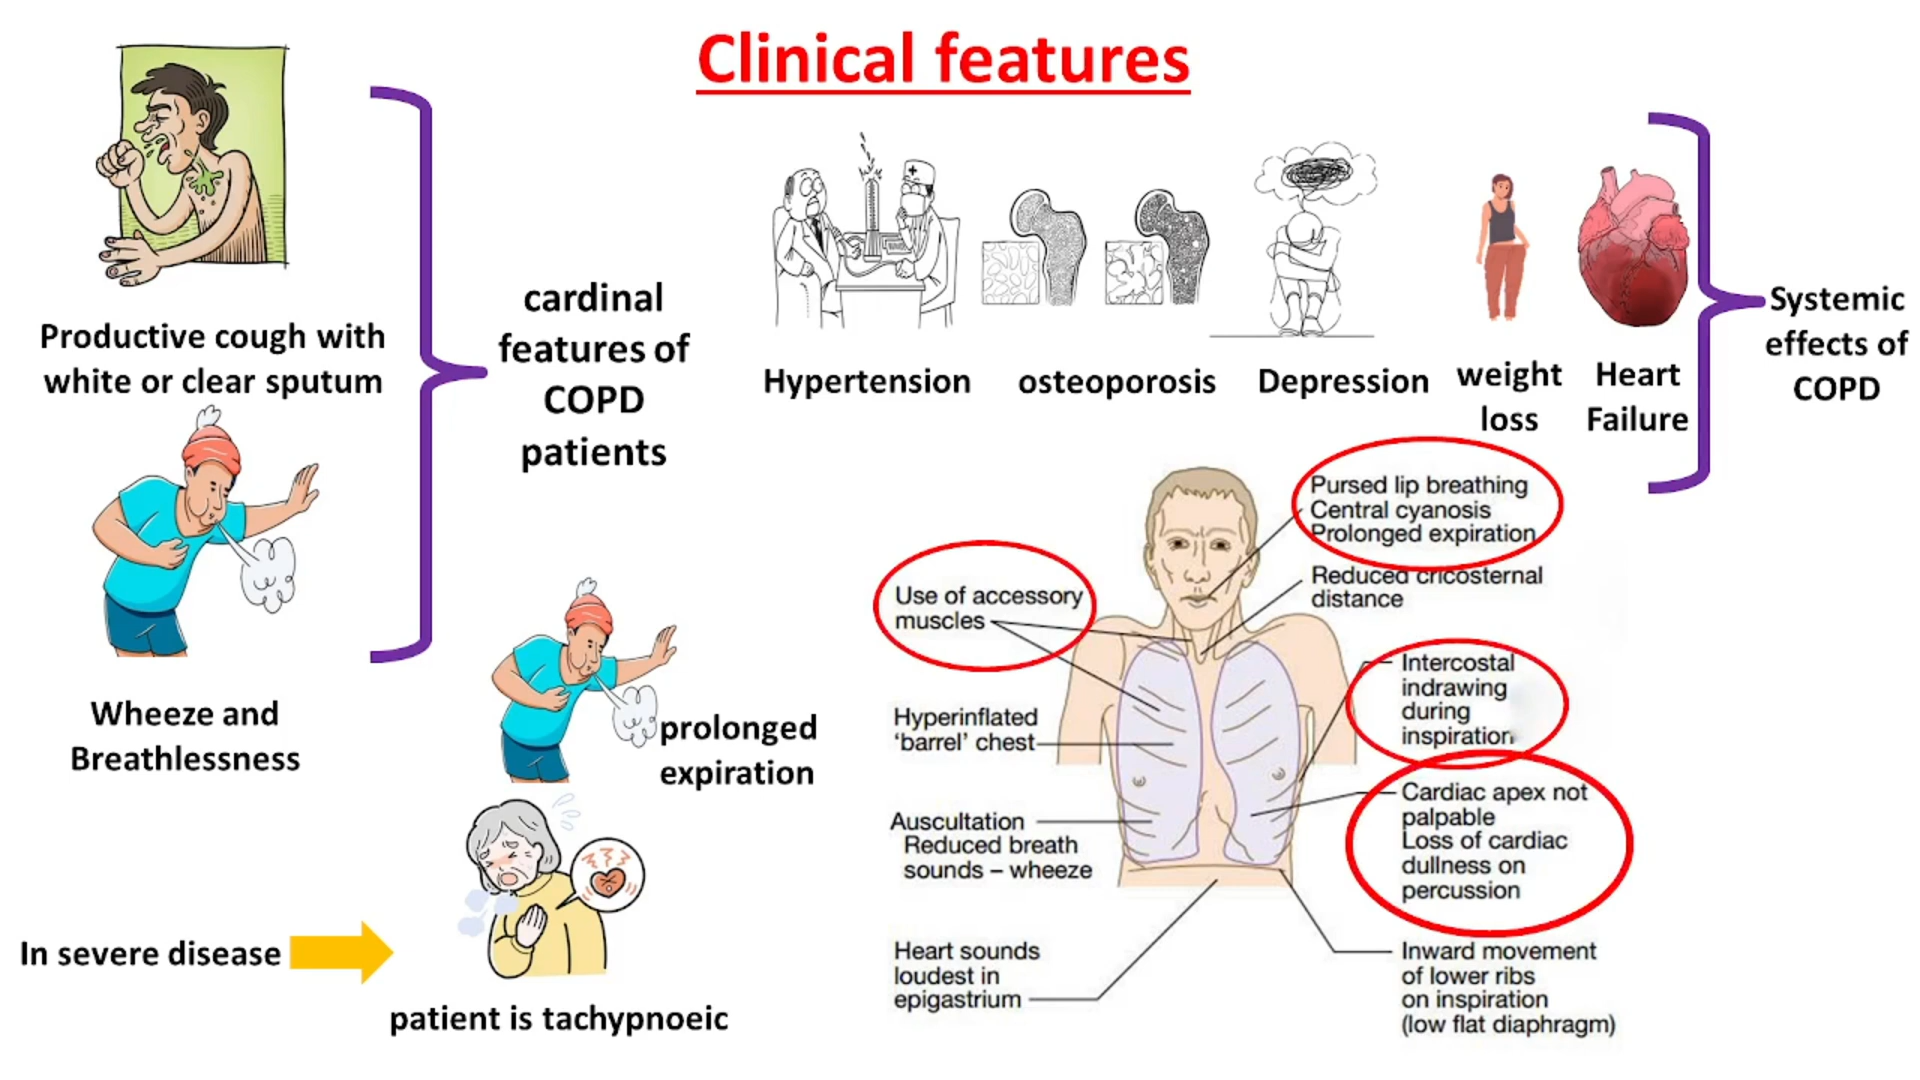 Clinical features
Productive cough with
white or clear sputum
Wheeze and
Breathlessness
cardinal
features of
COPD
patients
prolonged
expiration
In severe disease
patient is tachypnoeic
Hypertension
osteoporosis
Depression
weight
loss
Heart
Failure
Systemic
effects of
COPD
Pursed lip breathing
Central cyanosis
Prolonged expiration
Reduced cricosternal
distance
Use of accessory
muscles
Intercostal
indrawing
during
inspiration
Hyperinflated
‘barrel’ chest
Cardiac apex not
palpable
Loss of cardiac
dullness on
percussion
Auscultation
Reduced breath
sounds – wheeze
Heart sounds
loudest in
epigastrium
Inward movement
of lower ribs
on inspiration
(low flat diaphragm)